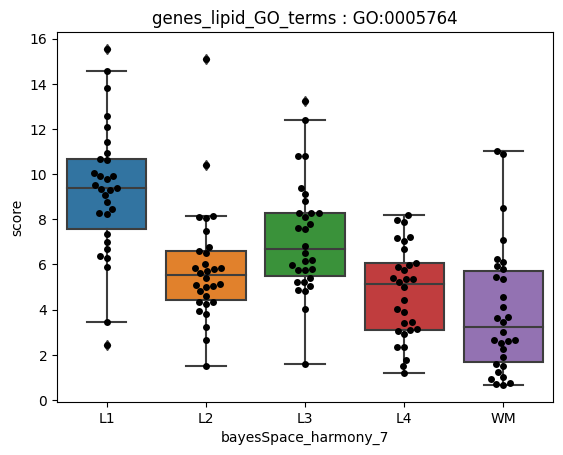 genes_lipid_GO_terms : GO:0005764
16
14
12
10
8
6
4
2
0
score
L1 L2 L3 L4 WM
bayesSpace_harmony_7